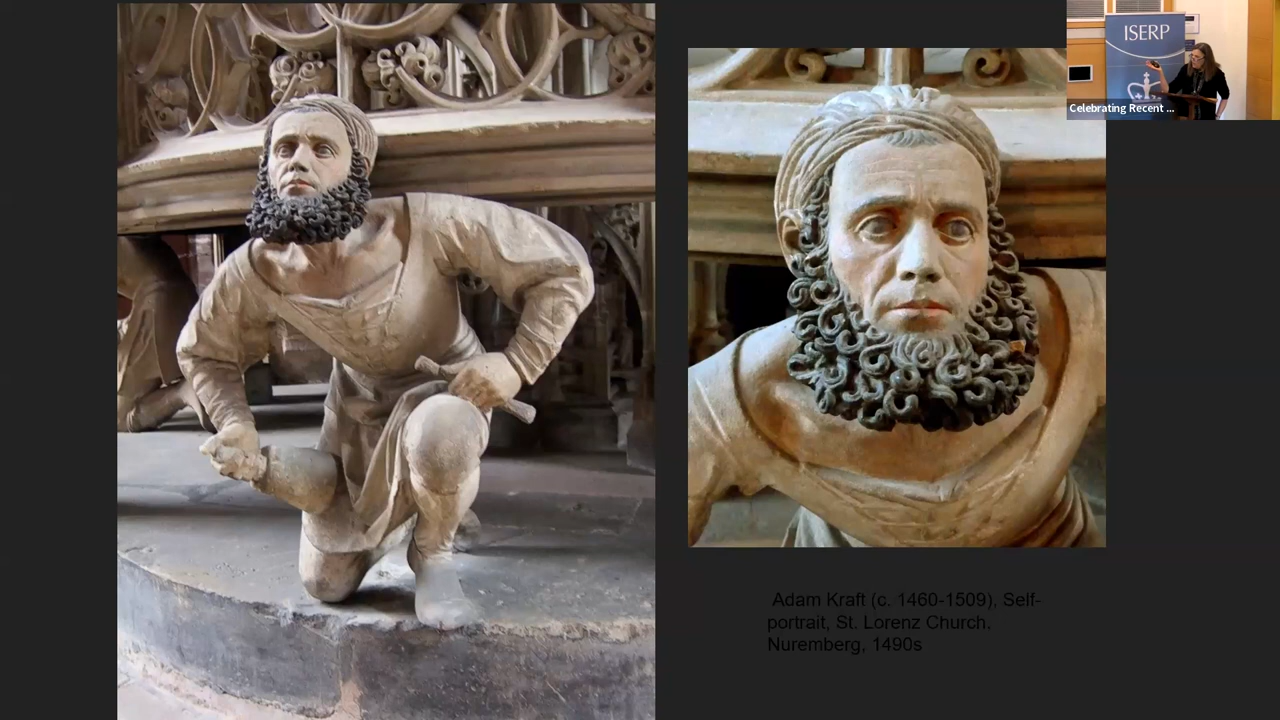 ISERP
Celebrating Recent ...
Adam Kraft (c. 1460-1509), Self-
portrait, St. Lorenz Church,
Nuremberg, 1490s